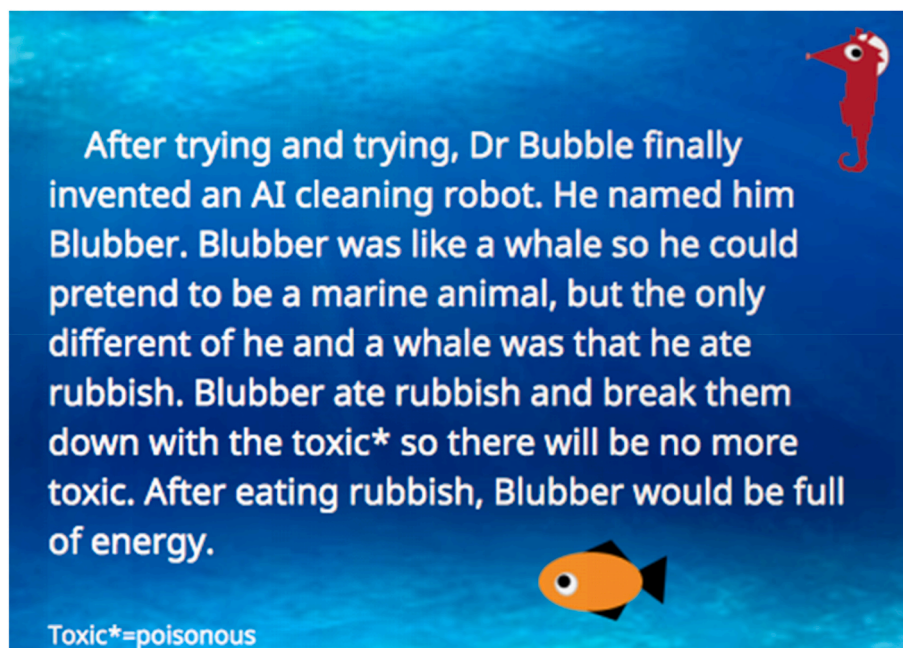 After trying and trying, Dr Bubble finally
invented an AI cleaning robot. He named him
Blubber. Blubber was like a whale so he could
pretend to be a marine animal, but the only
different of he and a whale was that he ate
rubbish. Blubber ate rubbish and break them
down with the toxic* so there will be no more
toxic. After eating rubbish, Blubber would be full
of energy.
Toxic*=poisonous